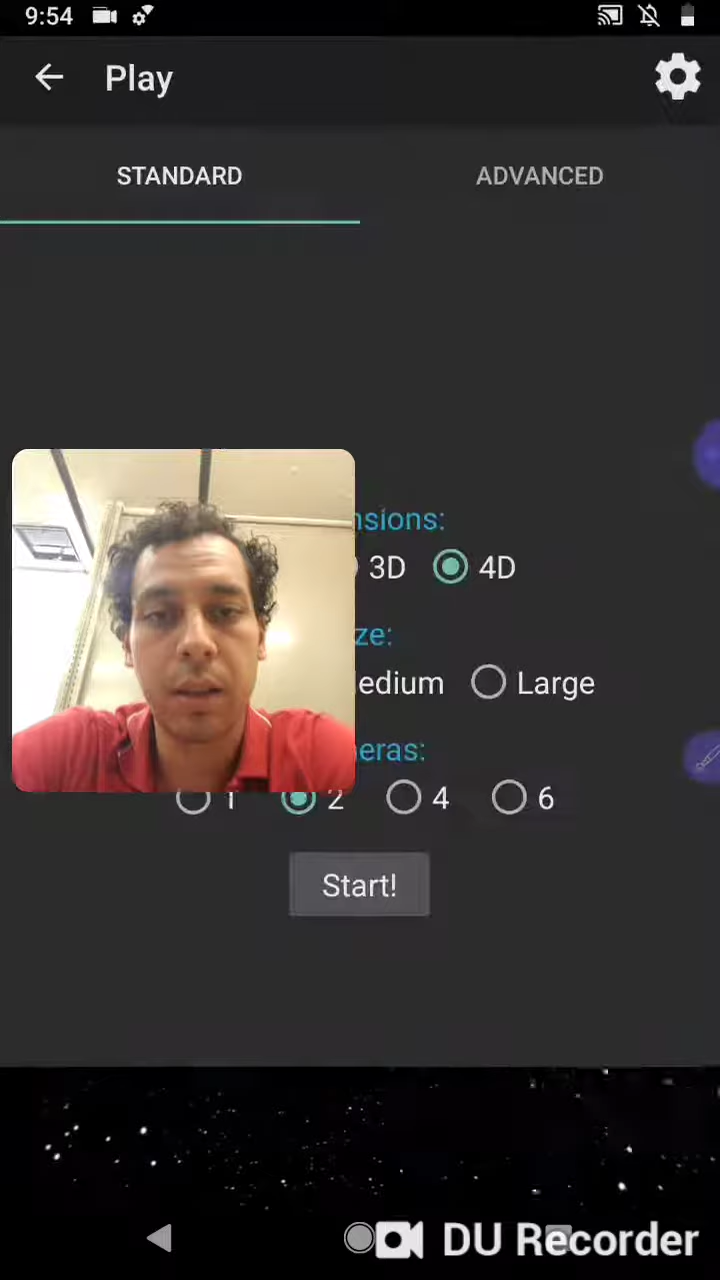 9:54
Play
STANDARD
ADVANCED
nsions:
3D 4D
ze:
edium Large
eras:
1 2 4 6
Start!
DU Recorder